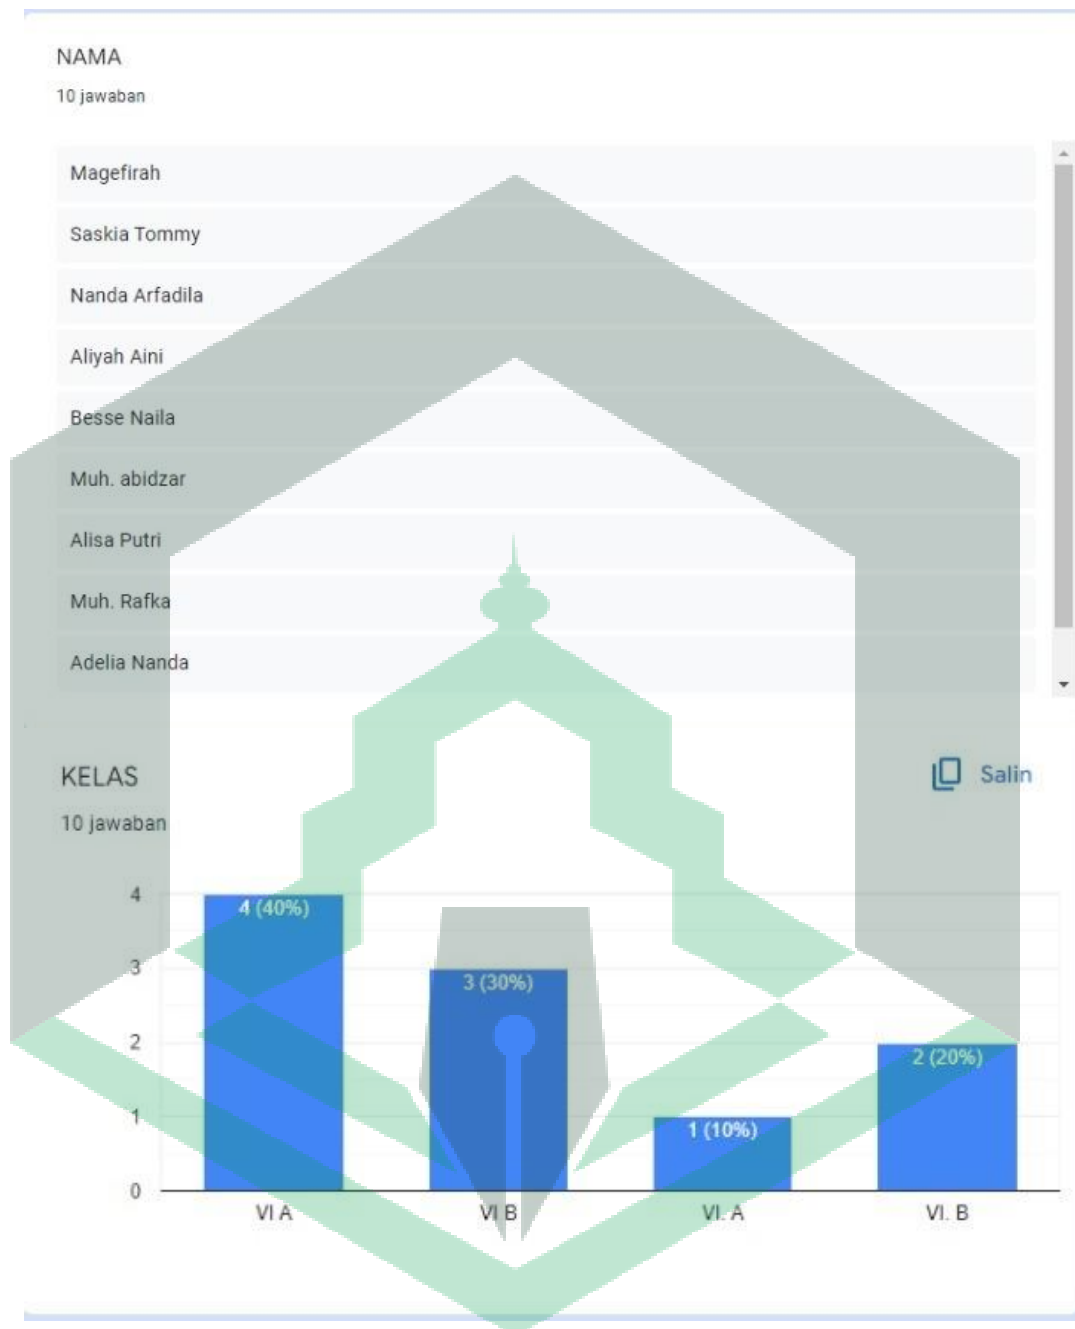 NAMA
10 jawaban
Magefirah
Saskia Tommy
Nanda Arfadila
Aliyah Aini
Besse Naila
Muh. abidzar
Alisa Putri
Muh. Rafka
Adelia Nanda
KELAS
Salin
10 jawaban
4
4 (40%)
3
3 (30%)
2
2 (20%)
1
1 (10%)
0
VI A VI B VI. A VI. B